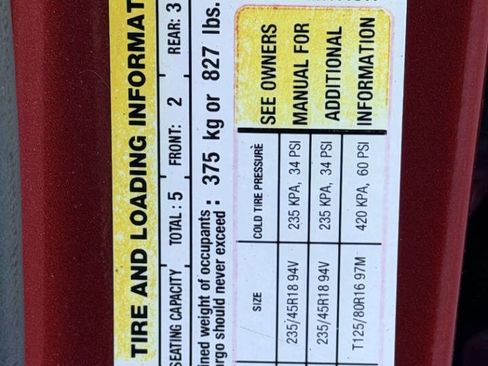 TIRE AND LOADING INFORMAT
SEATING CAPACITY TOTAL : 5 FRONT: 2 REAR: 3
ned weight of occupants
argo should never exceed : 375 kg or 827 lbs.
SIZE COLD TIRE PRESSURE SEE OWNERS
235/45R18 94V 235 KPA, 34 PSI MANUAL FOR
235/45R18 94V 235 KPA, 34 PSI ADDITIONAL
T125/80R16 97M 420 KPA, 60 PSI INFORMATION